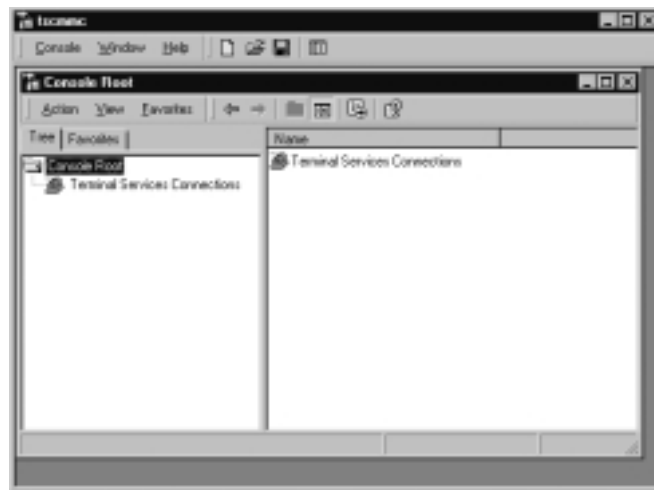 tscmmc
Console Window Help
Console Root
Action View Favorites
Tree Favorites
Name
Console Root
Terminal Services Connections
Terminal Services Connections